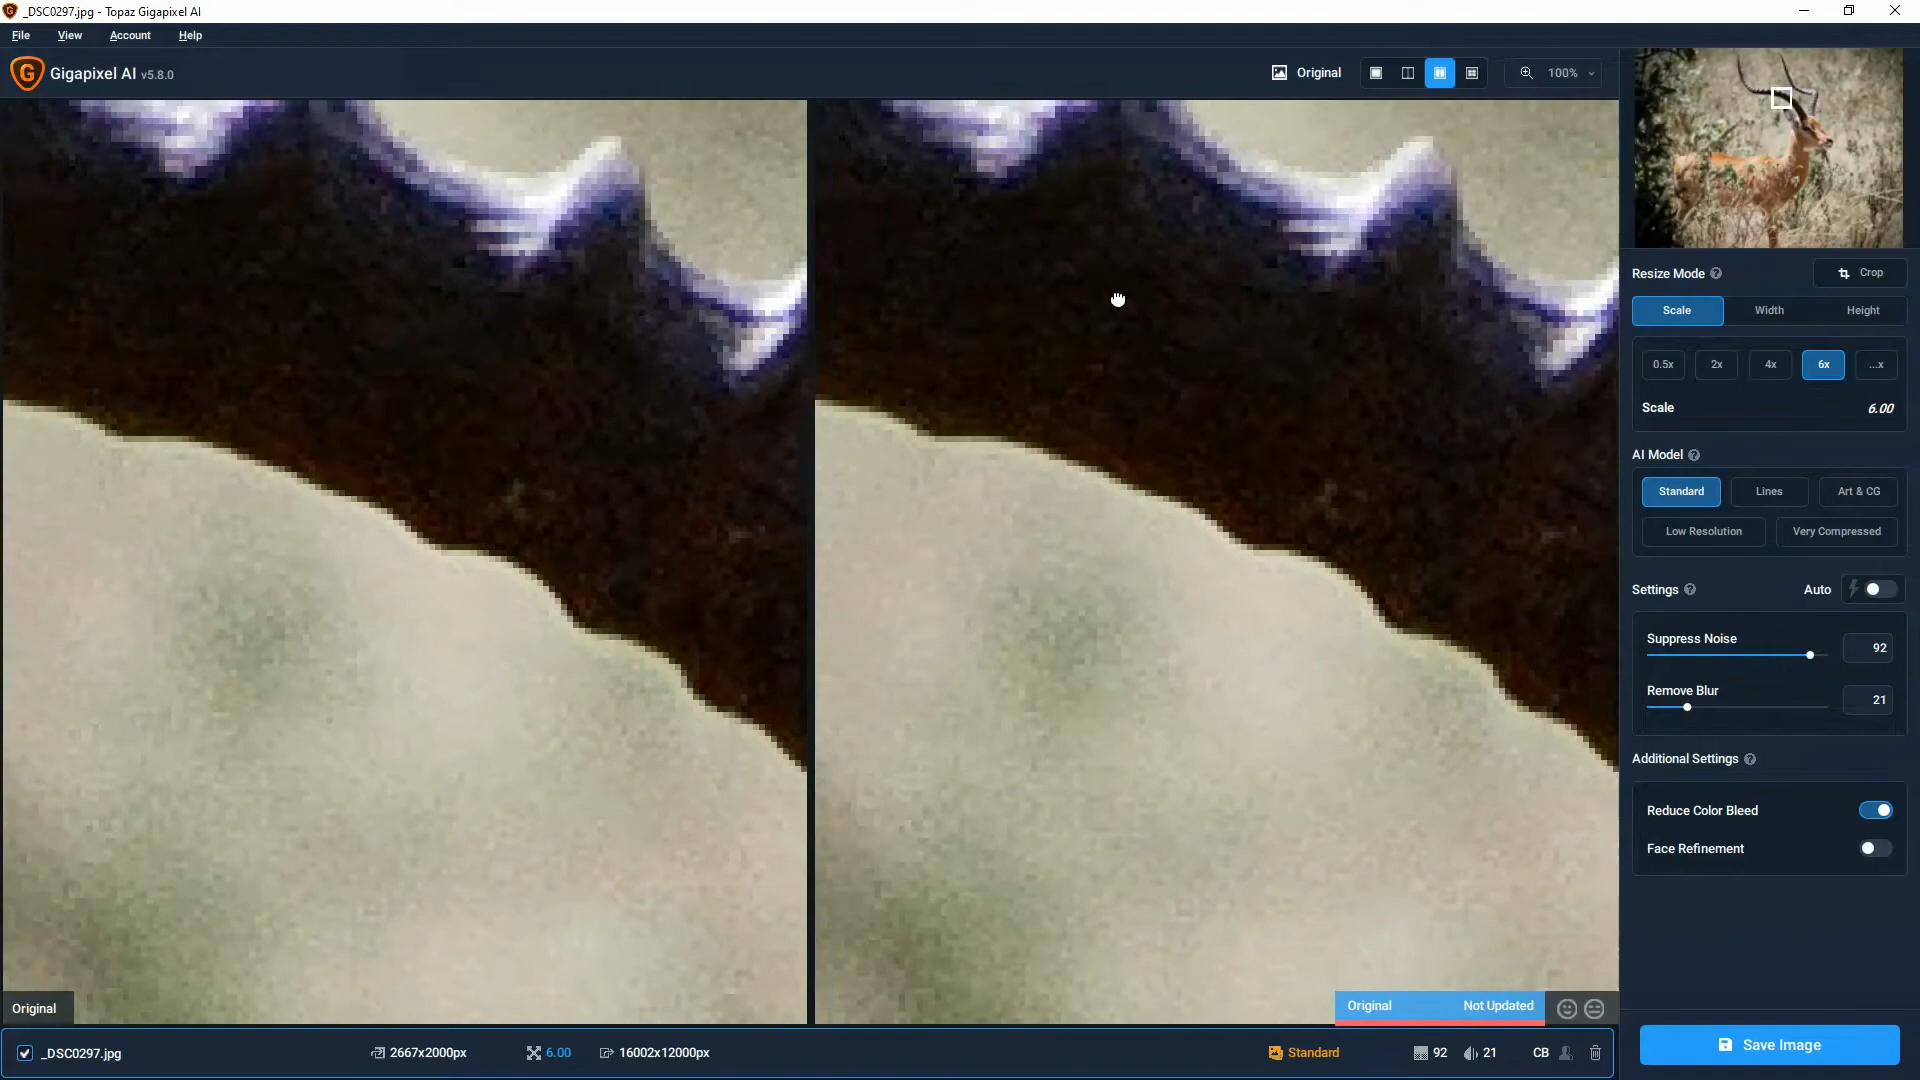 _DSC0297.jpg - Topaz Gigapixel AI
File View Account Help
Gigapixel AI v5.8.0
Original
100%
Resize Mode
Crop
Scale Width Height
0.5x 2x 4x 6x ...x
Scale 6.00
AI Model
Standard Lines Art & CG
Low Resolution Very Compressed
Settings Auto
Suppress Noise 92
Remove Blur 21
Additional Settings
Reduce Color Bleed
Face Refinement
Original
Original Not Updated
_DSC0297.jpg 2667x2000px 6.00 16002x12000px Standard 92 21 CB
Save Image